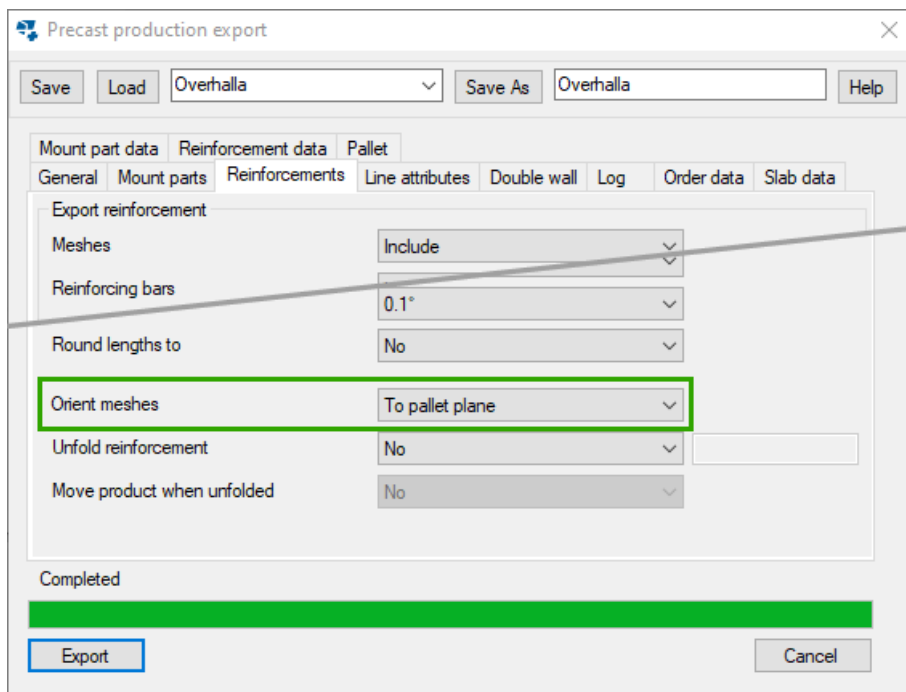 Precast production export
Save Load Overhalla Save As Overhalla Help
Mount part data Reinforcement data Pallet
General Mount parts Reinforcements Line attributes Double wall Log Order data Slab data
Export reinforcement
Meshes Include
Reinforcing bars
0.1°
Round lengths to No
Orient meshes To pallet plane
Unfold reinforcement No
Move product when unfolded No
Completed
Export Cancel